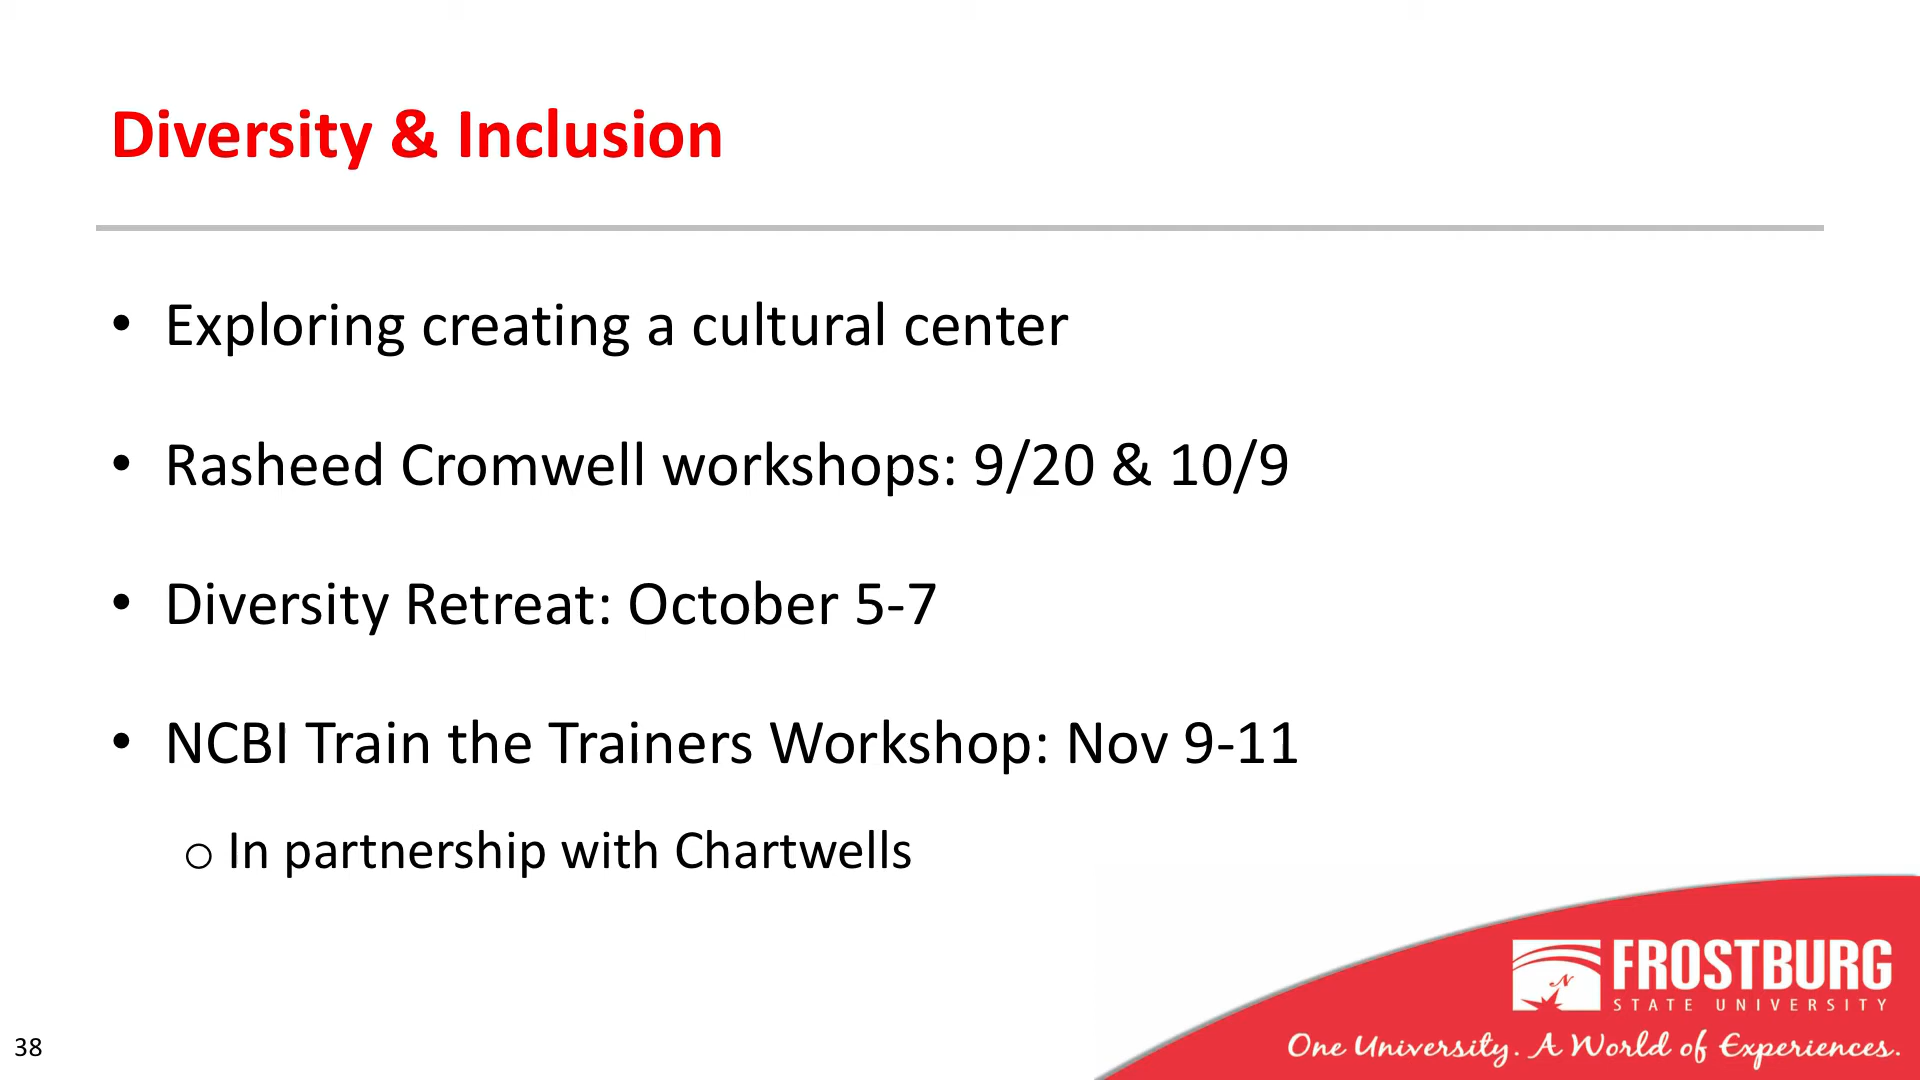 Diversity & Inclusion
• Exploring creating a cultural center
• Rasheed Cromwell workshops: 9/20 & 10/9
• Diversity Retreat: October 5-7
• NCBI Train the Trainers Workshop: Nov 9-11
o In partnership with Chartwells
N
FROSTBURG
STATE UNIVERSITY
One University. A World of Experiences.
38